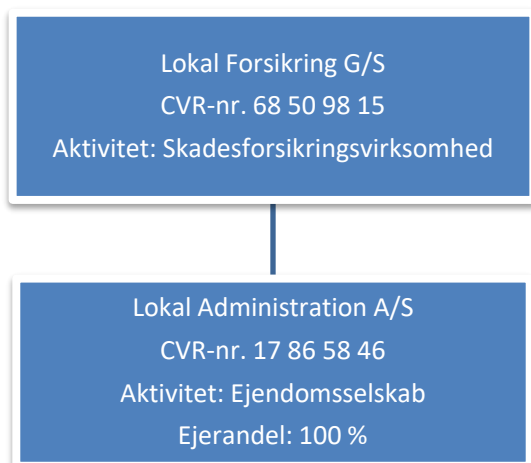 Lokal Forsikring G/S
CVR-nr. 68 50 98 15
Aktivitet: Skadesforsikringsvirksomhed
Lokal Administration A/S
CVR-nr. 17 86 58 46
Aktivitet: Ejendomsselskab
Ejerandel: 100 %